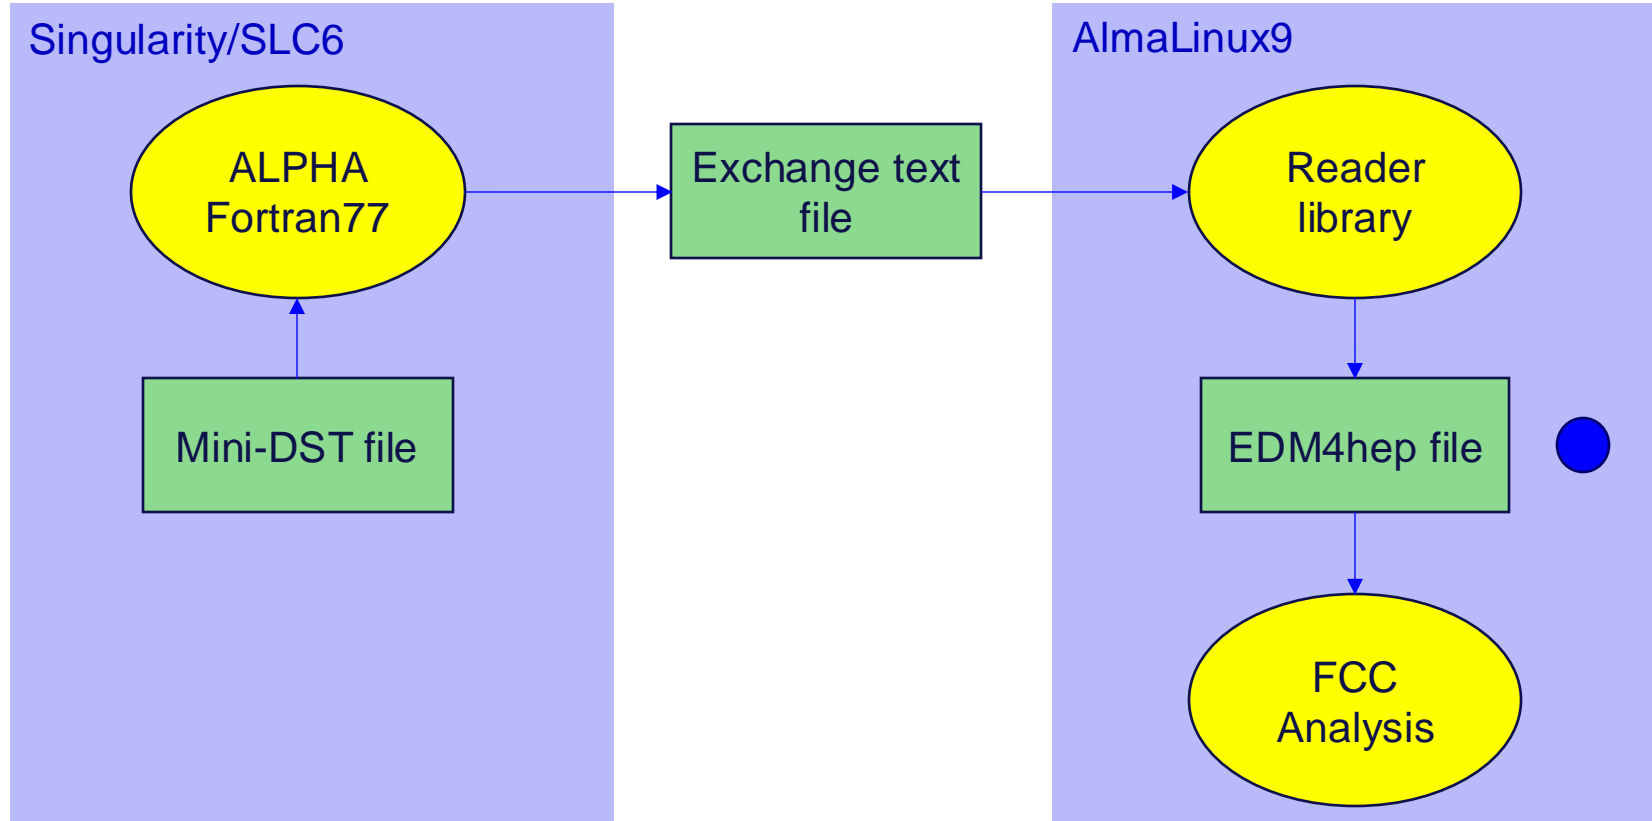 Singularity/SLC6
AlmaLinux9
ALPHA
Fortran77
Exchange text
file
Reader
library
Mini-DST file
EDM4hep file
FCC
Analysis